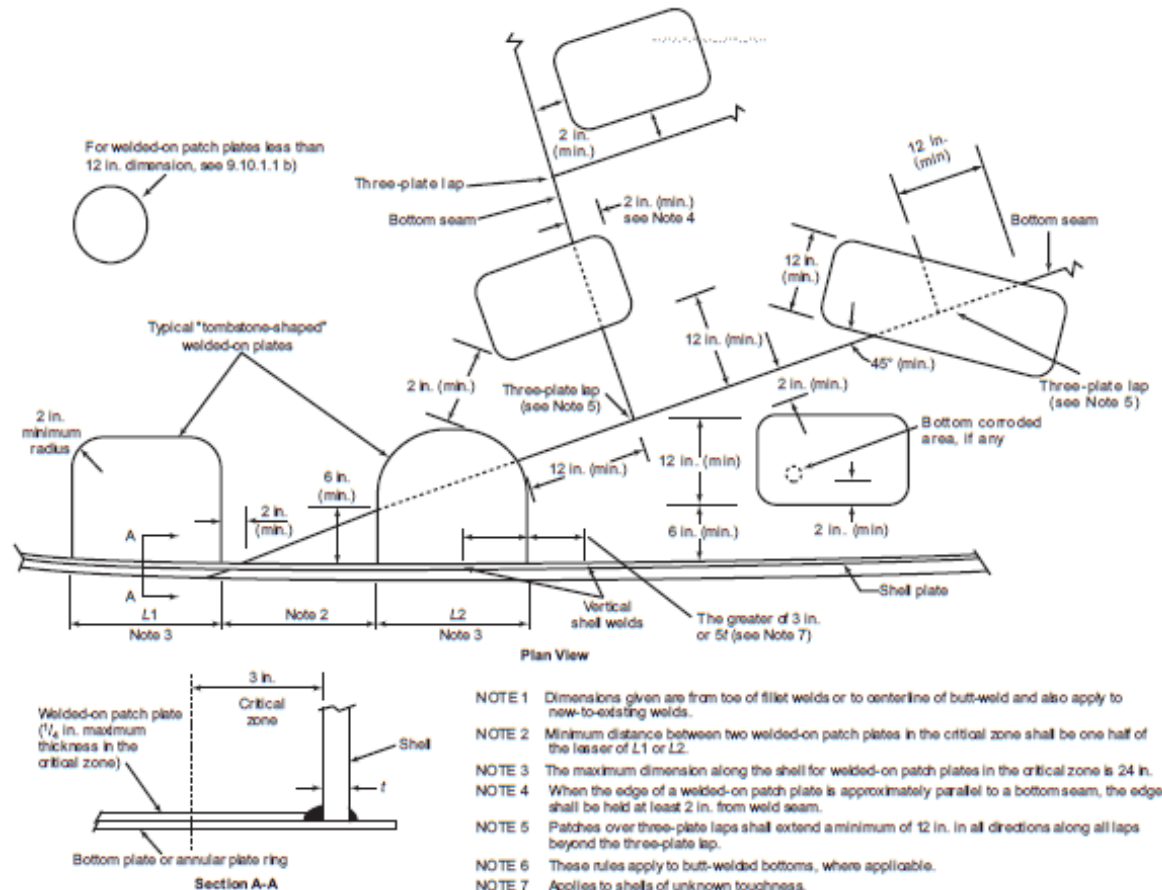 For welded-on patch plates less than
12 in. dimension, see 9.10.1.1 b)
2 in.
(min.)
Three-plate lap
Bottom seam
2 in. (min.)
see Note 4
12 in.
(min)
Bottom seam
12 in.
(min.)
Typical "tombstone-shaped"
welded-on plates
12 in. (min.)
45° (min.)
2 in. (min.)
Three-plate lap
(see Note 5)
2 in. (min.)
Three-plate lap
(see Note 5)
2 in.
minimum
radius
Bottom corroded
area, if any
12 in. (min.)
12 in. (min)
6 in.
(min.)
2 in.
(min.)
6 in.
(min.)
2 in. (min)
A
A
Shell plate
L1
Note 3
Note 2
L2
Note 3
Vertical
shell welds
The greater of 3 in.
or 5t (see Note 7)
Plan View
3 in.
Critical
zone
Welded-on patch plate
(1/4 in. maximum
thickness in the
critical zone)
Shell
t
Bottom plate or annular plate ring
Section A-A
NOTE 1 Dimensions given are from toe of fillet welds or to centerline of butt-weld and also apply to
new-to-existing welds.
NOTE 2 Minimum distance between two welded-on patch plates in the critical zone shall be one half of
the lesser of L1 or L2.
NOTE 3 The maximum dimension along the shell for welded-on patch plates in the critical zone is 24 in.
NOTE 4 When the edge of a welded-on patch plate is approximately parallel to a bottom seam, the edge
shall be held at least 2 in. from weld seam.
NOTE 5 Patches over three-plate laps shall extend a minimum of 12 in. in all directions along all laps
beyond the three-plate lap.
NOTE 6 These rules apply to butt-welded bottoms, where applicable.
NOTE 7 Applies to shells of unknown toughness.